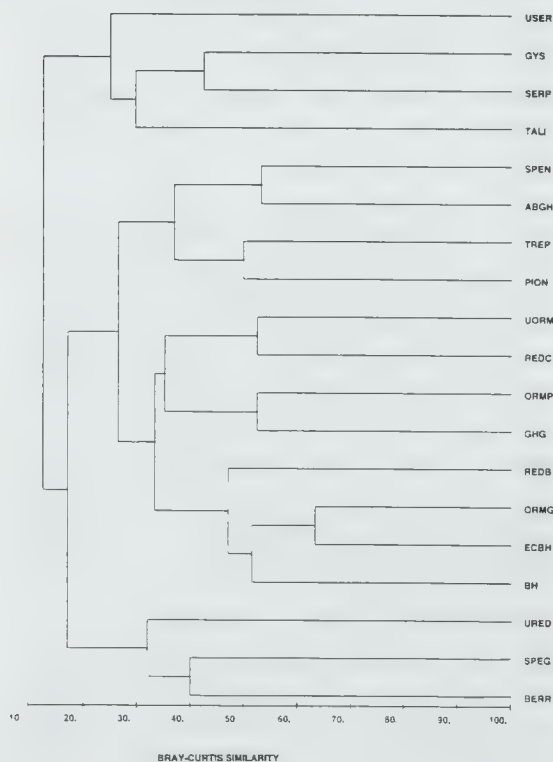 USER
GYS
SERP
TALI
SPEN
ABGH
TREP
PION
UORM
REDC
ORMP
GHG
REDB
ORMG
ECBH
BH
URED
SPEG
BERR
10 20. 30. 40. 50. 60. 70. 80. 90. 100.
BRAY-CURTIS SIMILARITY